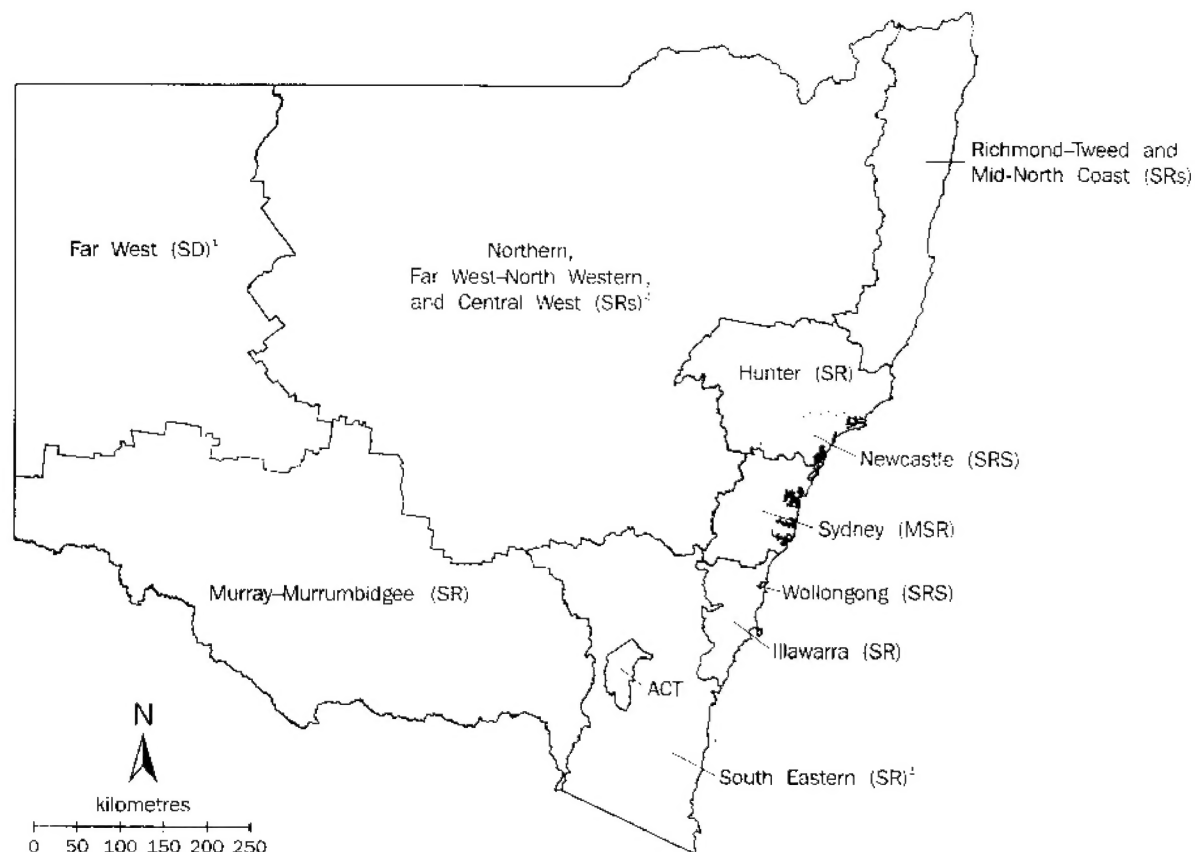 Richmond–Tweed and
Mid-North Coast (SRs)
Far West (SD)¹
Northern,
Far West–North Western,
and Central West (SRs)²
Hunter (SR)
Newcastle (SRS)
Sydney (MSR)
Wollongong (SRS)
Murray–Murrumbidgee (SR)
Illawarra (SR)
ACT
N
South Eastern (SR)¹
kilometres
0 50 100 150 200 250